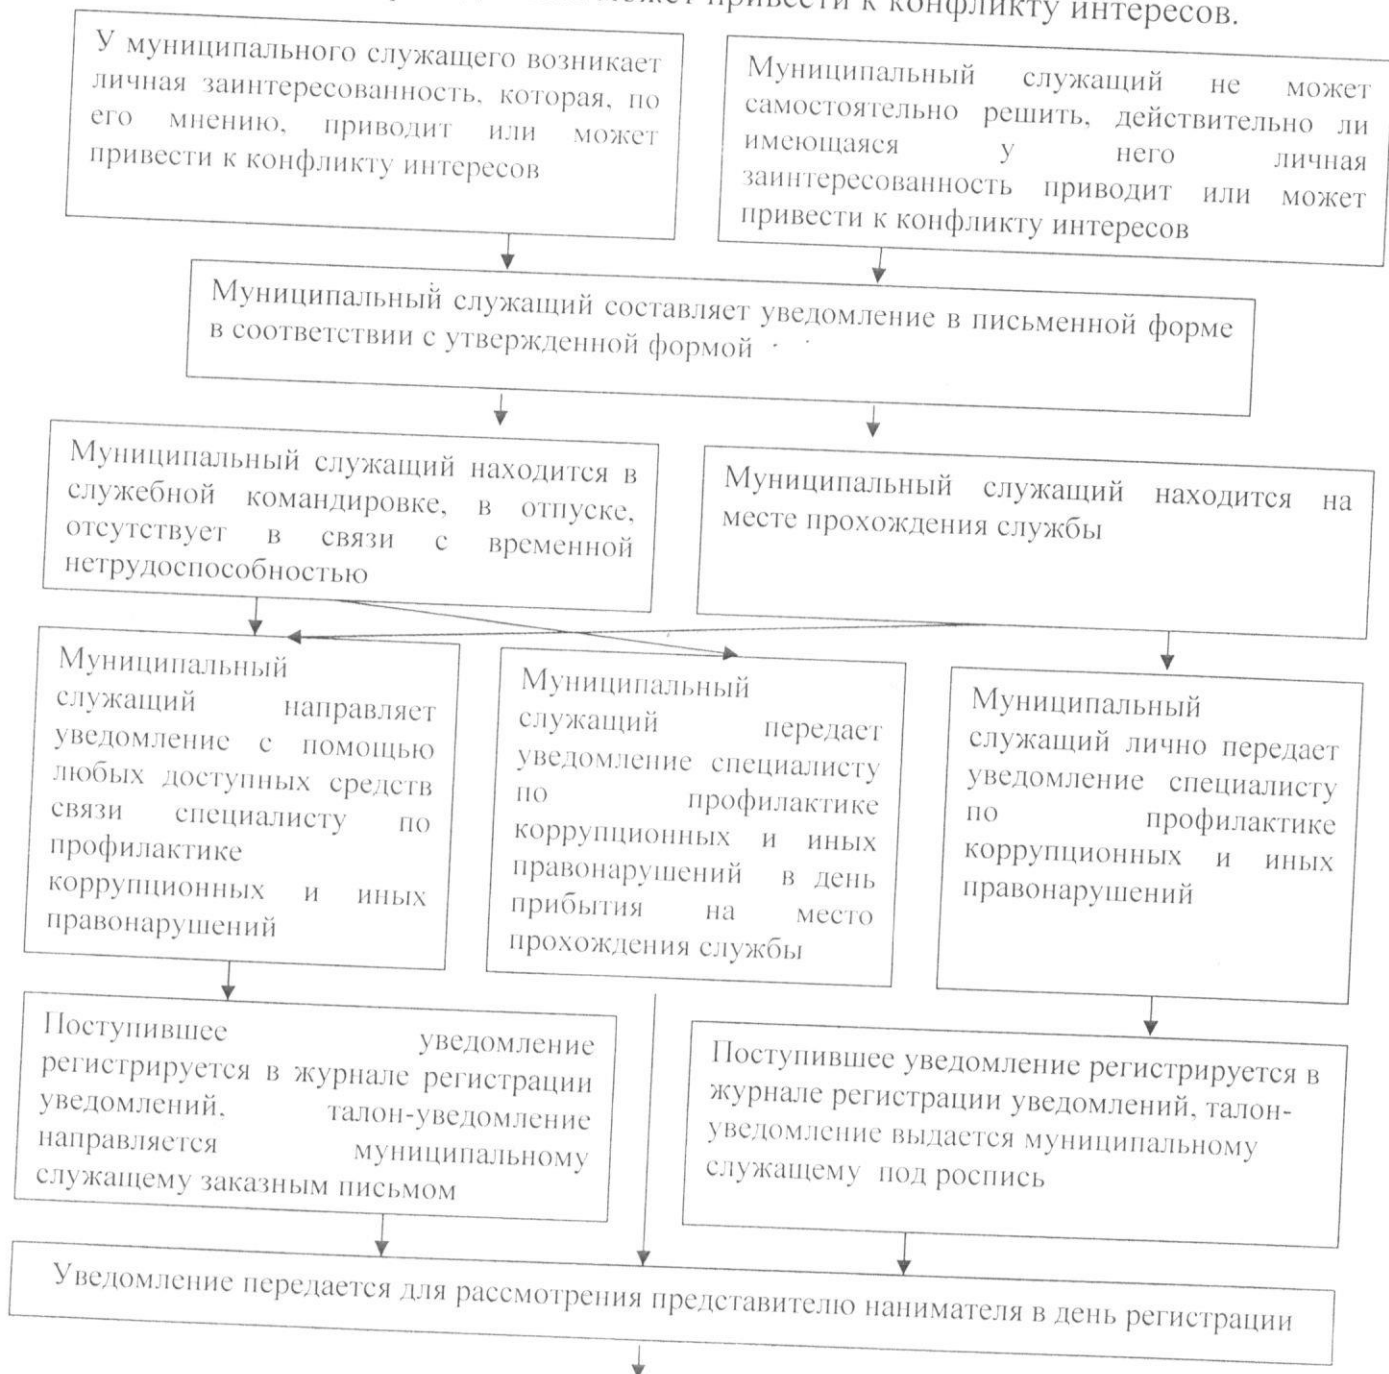 привести к конфликту интересов.
У муниципального служащего возникает
личная заинтересованность, которая, по
его мнению, приводит или может
привести к конфликту интересов
Муниципальный служащий не может
самостоятельно решить, действительно ли
имеющаяся у него личная
заинтересованность приводит или может
привести к конфликту интересов
Муниципальный служащий составляет уведомление в письменной форме
в соответствии с утвержденной формой
Муниципальный служащий находится в
служебной командировке, в отпуске,
отсутствует в связи с временной
нетрудоспособностью
Муниципальный служащий находится на
месте прохождения службы
Муниципальный
служащий направляет
уведомление с помощью
любых доступных средств
связи специалисту по
профилактике
коррупционных и иных
правонарушений
Муниципальный
служащий передает
уведомление специалисту
по профилактике
коррупционных и иных
правонарушений в день
прибытия на место
прохождения службы
Муниципальный
служащий лично передает
уведомление специалисту
по профилактике
коррупционных и иных
правонарушений
Поступившее уведомление
регистрируется в журнале регистрации
уведомлений, талон-уведомление
направляется муниципальному
служащему заказным письмом
Поступившее уведомление регистрируется в
журнале регистрации уведомлений, талон-
уведомление выдается муниципальному
служащему под роспись
Уведомление передается для рассмотрения представителю нанимателя в день регистрации